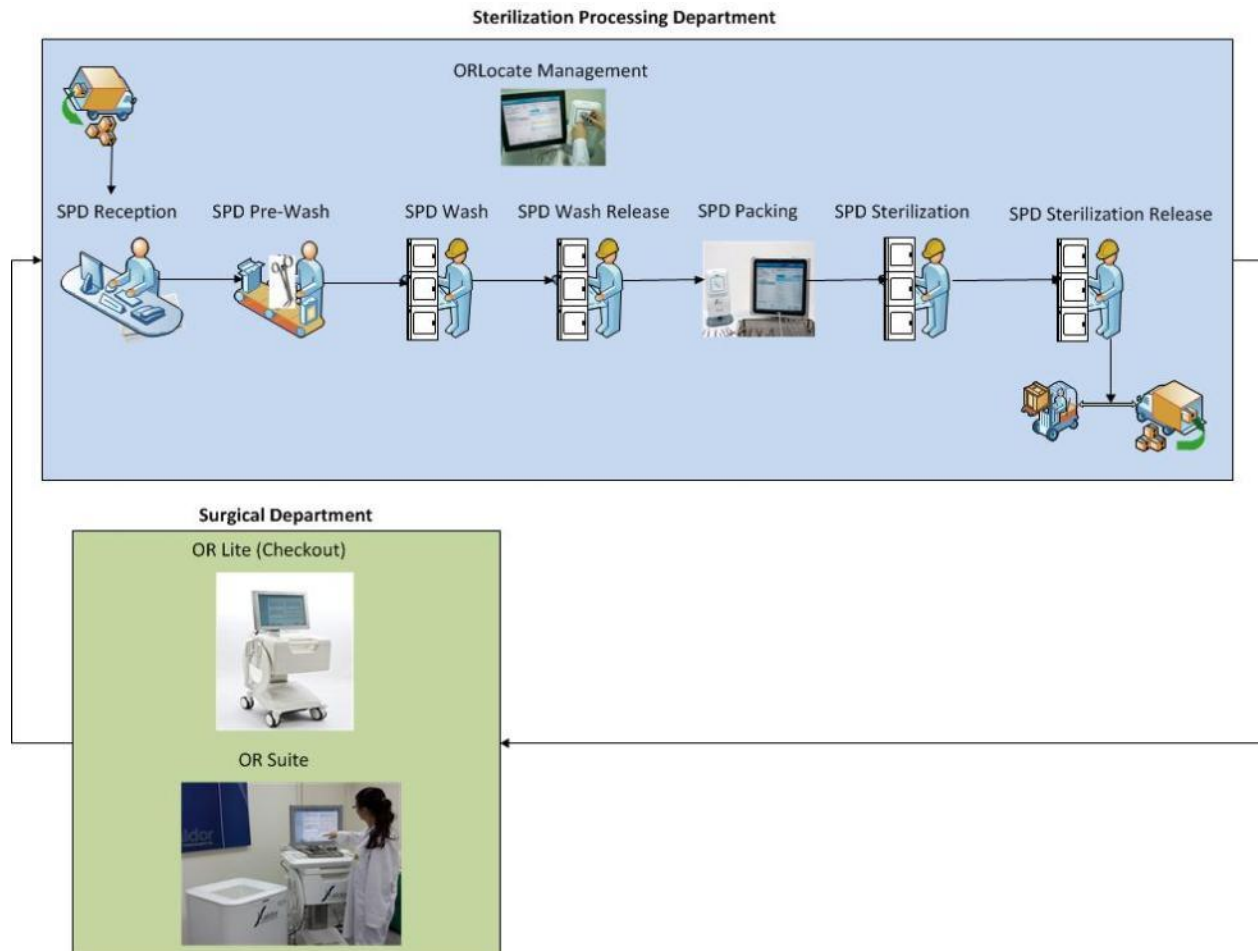 Sterilization Processing Department
ORLocate Management
SPD Reception
SPD Pre-Wash
SPD Wash
SPD Wash Release
SPD Packing
SPD Sterilization
SPD Sterilization Release
Surgical Department
OR Lite (Checkout)
OR Suite